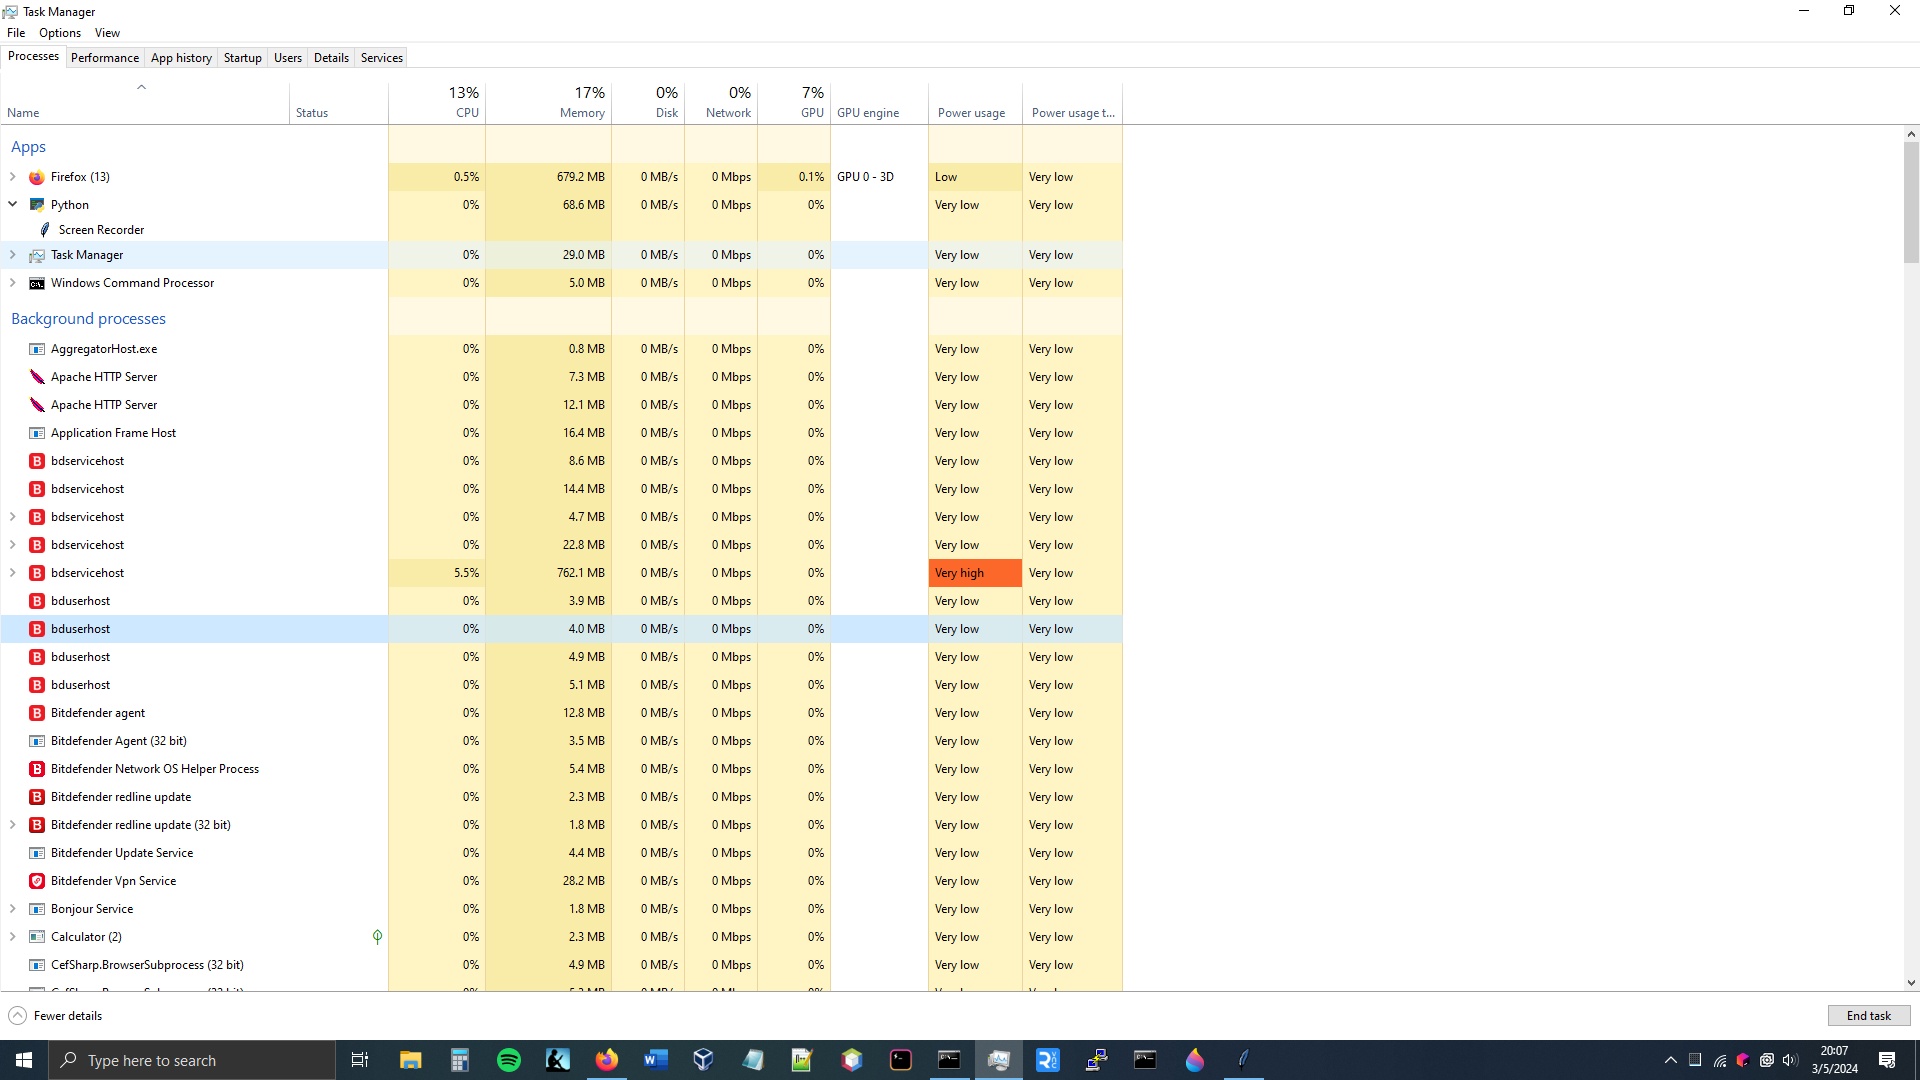 Task Manager
File Options View
Processes Performance App history Startup Users Details Services
13% 17% 0% 0% 7%
Name Status CPU Memory Disk Network GPU GPU engine Power usage Power usage t...
Apps
Firefox (13) 0.5% 679.2 MB 0 MB/s 0 Mbps 0.1% GPU 0 - 3D Low Very low
Python 0% 68.6 MB 0 MB/s 0 Mbps 0% Very low Very low
Screen Recorder
Task Manager 0% 29.0 MB 0 MB/s 0 Mbps 0% Very low Very low
Windows Command Processor 0% 5.0 MB 0 MB/s 0 Mbps 0% Very low Very low
Background processes
AggregatorHost.exe 0% 0.8 MB 0 MB/s 0 Mbps 0% Very low Very low
Apache HTTP Server 0% 7.3 MB 0 MB/s 0 Mbps 0% Very low Very low
Apache HTTP Server 0% 12.1 MB 0 MB/s 0 Mbps 0% Very low Very low
Application Frame Host 0% 16.4 MB 0 MB/s 0 Mbps 0% Very low Very low
bdservicehost 0% 8.6 MB 0 MB/s 0 Mbps 0% Very low Very low
bdservicehost 0% 14.4 MB 0 MB/s 0 Mbps 0% Very low Very low
bdservicehost 0% 4.7 MB 0 MB/s 0 Mbps 0% Very low Very low
bdservicehost 0% 22.8 MB 0 MB/s 0 Mbps 0% Very low Very low
bdservicehost 5.5% 762.1 MB 0 MB/s 0 Mbps 0% Very high Very low
bduserhost 0% 3.9 MB 0 MB/s 0 Mbps 0% Very low Very low
bduserhost 0% 4.0 MB 0 MB/s 0 Mbps 0% Very low Very low
bduserhost 0% 4.9 MB 0 MB/s 0 Mbps 0% Very low Very low
bduserhost 0% 5.1 MB 0 MB/s 0 Mbps 0% Very low Very low
Bitdefender agent 0% 12.8 MB 0 MB/s 0 Mbps 0% Very low Very low
Bitdefender Agent (32 bit) 0% 3.5 MB 0 MB/s 0 Mbps 0% Very low Very low
Bitdefender Network OS Helper Process 0% 5.4 MB 0 MB/s 0 Mbps 0% Very low Very low
Bitdefender redline update 0% 2.3 MB 0 MB/s 0 Mbps 0% Very low Very low
Bitdefender redline update (32 bit) 0% 1.8 MB 0 MB/s 0 Mbps 0% Very low Very low
Bitdefender Update Service 0% 4.4 MB 0 MB/s 0 Mbps 0% Very low Very low
Bitdefender Vpn Service 0% 28.2 MB 0 MB/s 0 Mbps 0% Very low Very low
Bonjour Service 0% 1.8 MB 0 MB/s 0 Mbps 0% Very low Very low
Calculator (2) 0% 2.3 MB 0 MB/s 0 Mbps 0% Very low Very low
CefSharp.BrowserSubprocess (32 bit) 0% 4.9 MB 0 MB/s 0 Mbps 0% Very low Very low
Fewer details End task
Type here to search
20:07
3/5/2024